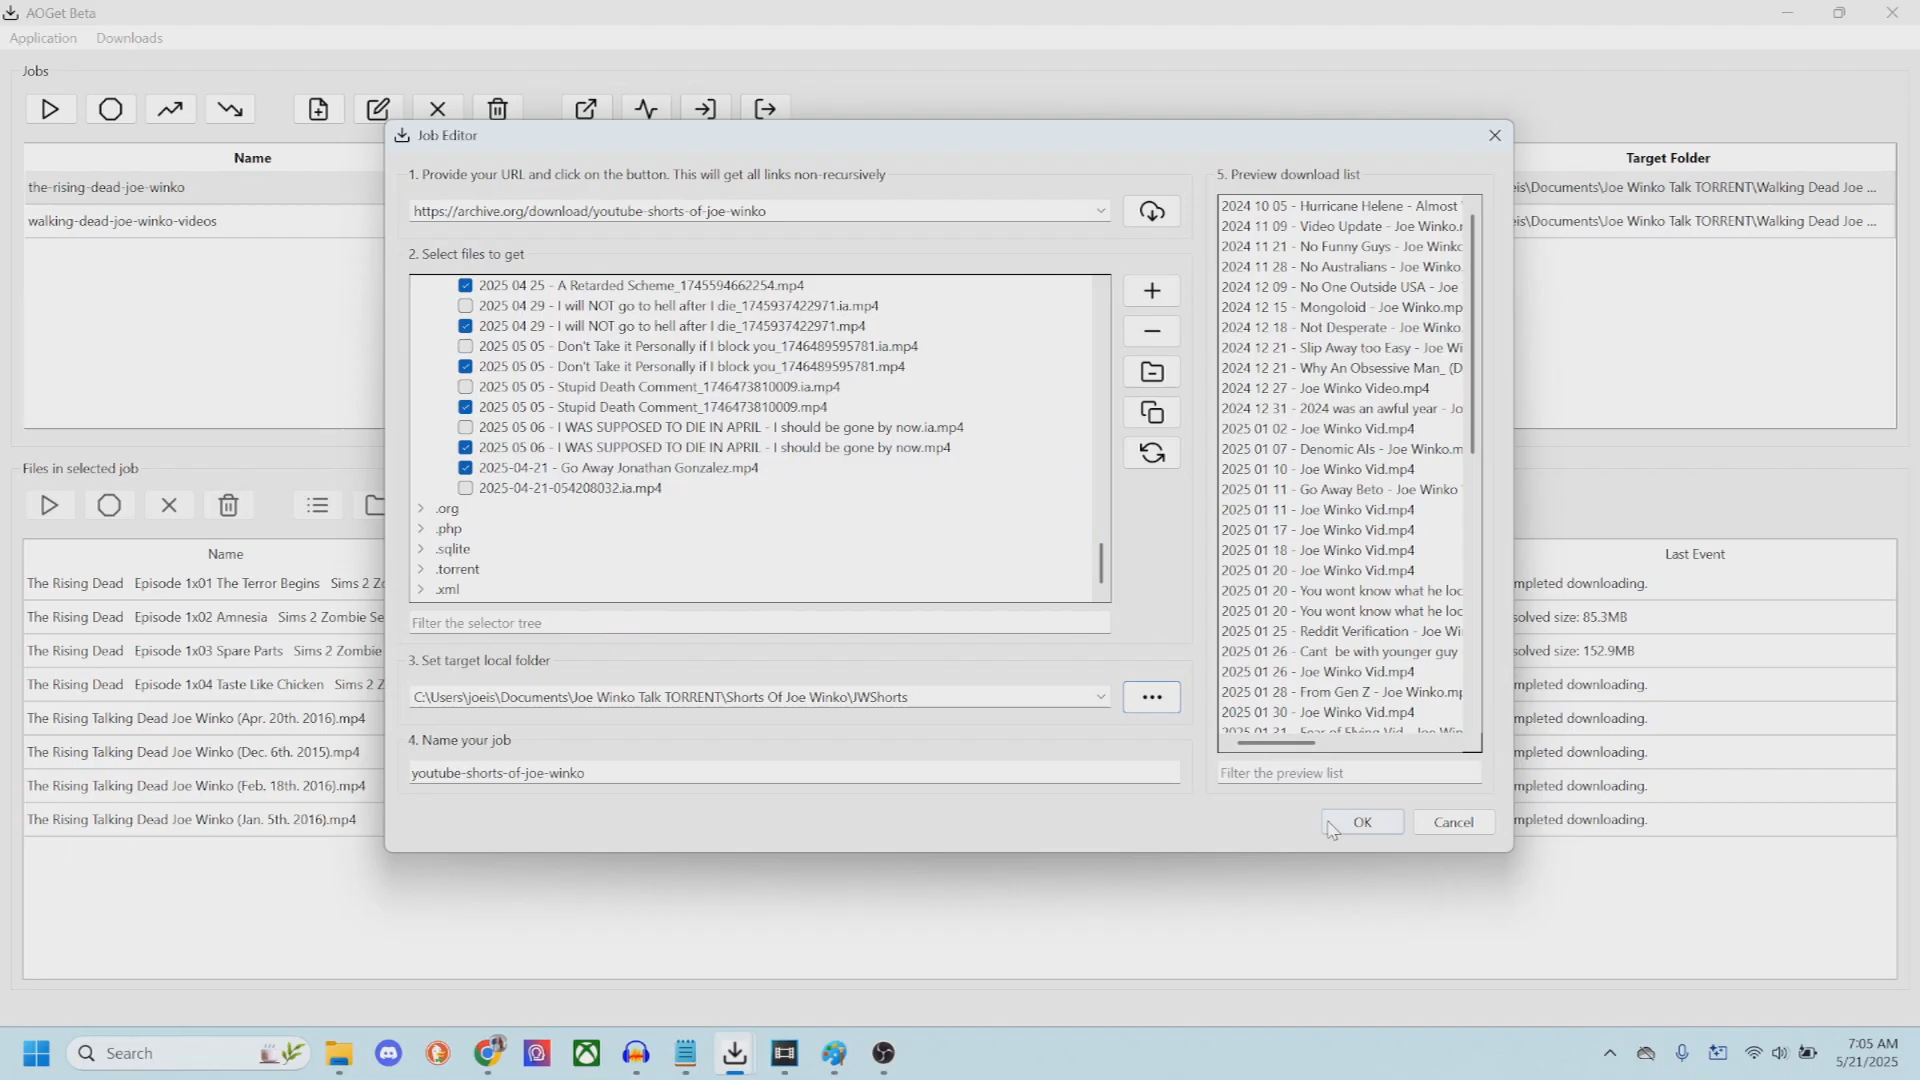 AOGet Beta
Application Downloads
Jobs
Name
the-rising-dead-joe-winko
walking-dead-joe-winko-videos
Target Folder
eis\Documents\Joe Winko Talk TORRENT\Walking Dead Joe ...
eis\Documents\Joe Winko Talk TORRENT\Walking Dead Joe ...
Job Editor
1. Provide your URL and click on the button. This will get all links non-recursively
https://archive.org/download/youtube-shorts-of-joe-winko
2. Select files to get
2025 04 25 - A Retarded Scheme_1745594662254.mp4
2025 04 29 - I will NOT go to hell after I die_1745937422971.ia.mp4
2025 04 29 - I will NOT go to hell after I die_1745937422971.mp4
2025 05 05 - Don't Take it Personally if I block you_1746489595781.ia.mp4
2025 05 05 - Don't Take it Personally if I block you_1746489595781.mp4
2025 05 05 - Stupid Death Comment_1746473810009.ia.mp4
2025 05 05 - Stupid Death Comment_1746473810009.mp4
2025 05 06 - I WAS SUPPOSED TO DIE IN APRIL - I should be gone by now.ia.mp4
2025 05 06 - I WAS SUPPOSED TO DIE IN APRIL - I should be gone by now.mp4
2025-04-21 - Go Away Jonathan Gonzalez.mp4
2025-04-21-054208032.ia.mp4
.org
.php
.sqlite
.torrent
.xml
Filter the selector tree
3. Set target local folder
C:\Users\joeis\Documents\Joe Winko Talk TORRENT\Shorts Of Joe Winko\JWShorts
4. Name your job
youtube-shorts-of-joe-winko
5. Preview download list
2024 10 05 - Hurricane Helene - Almost
2024 11 09 - Video Update - Joe Winko.r
2024 11 21 - No Funny Guys - Joe Winkc
2024 11 28 - No Australians - Joe Winko
2024 12 09 - No One Outside USA - Joe
2024 12 15 - Mongoloid - Joe Winko.mp
2024 12 18 - Not Desperate - Joe Winko
2024 12 21 - Slip Away too Easy - Joe Wi
2024 12 21 - Why An Obsessive Man_ (D
2024 12 27 - Joe Winko Video.mp4
2024 12 31 - 2024 was an awful year - Jo
2025 01 02 - Joe Winko Vid.mp4
2025 01 07 - Denomic AIs - Joe Winko.m
2025 01 10 - Joe Winko Vid.mp4
2025 01 11 - Go Away Beto - Joe Winko
2025 01 11 - Joe Winko Vid.mp4
2025 01 17 - Joe Winko Vid.mp4
2025 01 18 - Joe Winko Vid.mp4
2025 01 20 - Joe Winko Vid.mp4
2025 01 20 - You wont know what he loc
2025 01 20 - You wont know what he loc
2025 01 25 - Reddit Verification - Joe Wi
2025 01 26 - Cant be with younger guy
2025 01 26 - Joe Winko Vid.mp4
2025 01 28 - From Gen Z - Joe Winko.mp
2025 01 30 - Joe Winko Vid.mp4
2025 01 31 - Fear of Flying Vid - Joe Win
Filter the preview list
OK Cancel
Files in selected job
Name
The Rising Dead Episode 1x01 The Terror Begins Sims 2 Zo
The Rising Dead Episode 1x02 Amnesia Sims 2 Zombie Se
The Rising Dead Episode 1x03 Spare Parts Sims 2 Zombie
The Rising Dead Episode 1x04 Taste Like Chicken Sims 2 Z
The Rising Talking Dead Joe Winko (Apr. 20th. 2016).mp4
The Rising Talking Dead Joe Winko (Dec. 6th. 2015).mp4
The Rising Talking Dead Joe Winko (Feb. 18th. 2016).mp4
The Rising Talking Dead Joe Winko (Jan. 5th. 2016).mp4
Last Event
mpleted downloading.
solved size: 85.3MB
solved size: 152.9MB
mpleted downloading.
mpleted downloading.
mpleted downloading.
mpleted downloading.
mpleted downloading.
Search
7:05 AM
5/21/2025